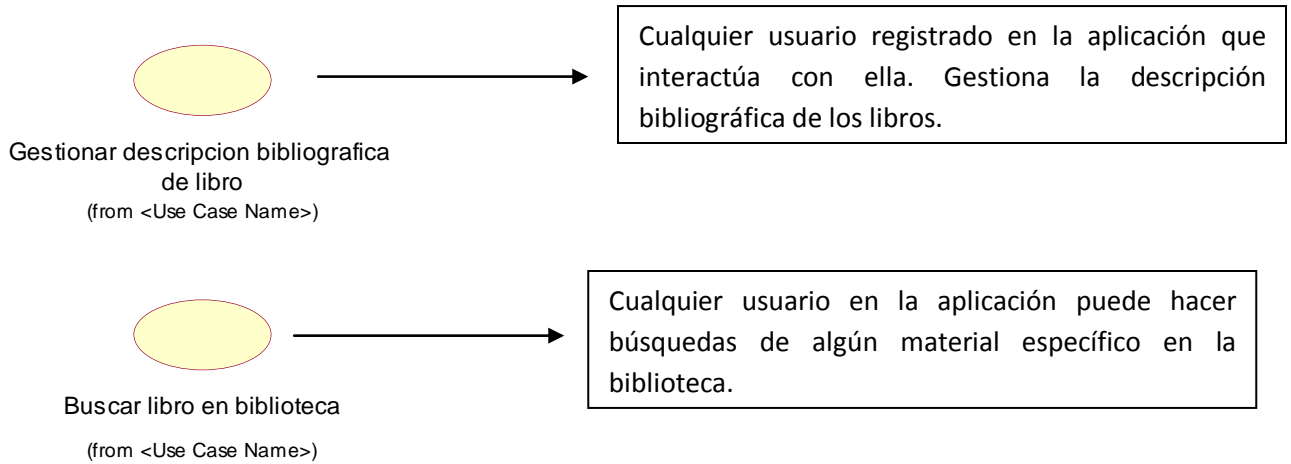 Cualquier usuario registrado en la aplicación que
interactúa con ella. Gestiona la descripción
bibliográfica de los libros.
Gestionar descripcion bibliografica
de libro
(from <Use Case Name>)
Cualquier usuario en la aplicación puede hacer
búsquedas de algún material específico en la
biblioteca.
Buscar libro en biblioteca
(from <Use Case Name>)